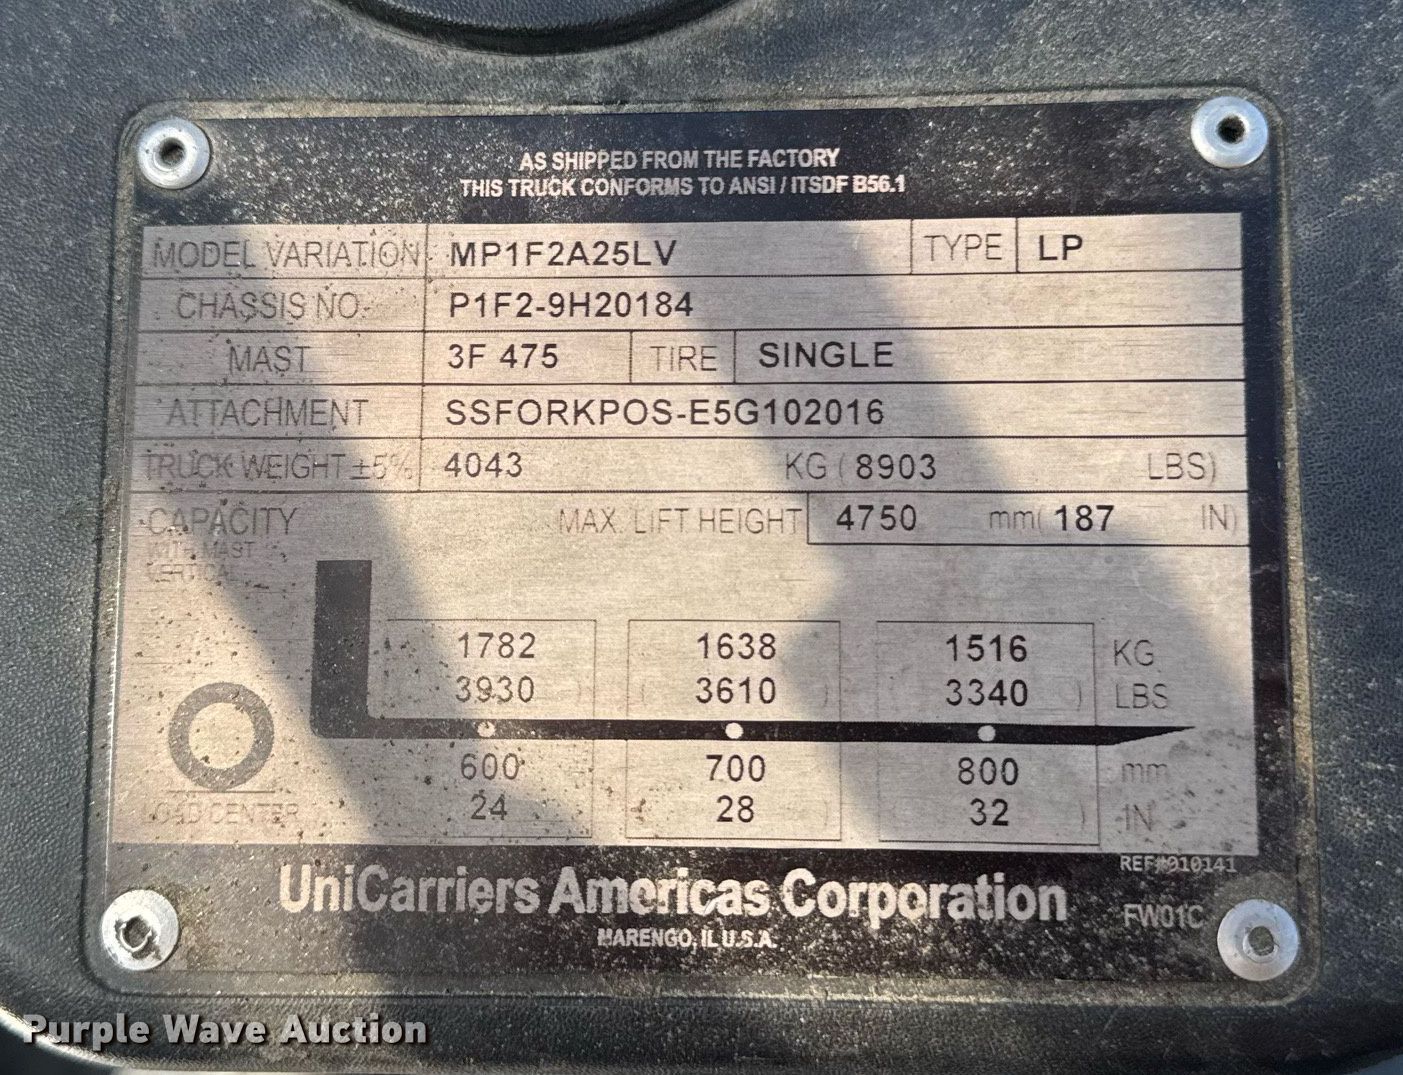 AS SHIPPED FROM THE FACTORY
THIS TRUCK CONFORMS TO ANSI / ITSDF B56.1
MODEL VARIATION MP1F2A25LV TYPE LP
CHASSIS NO. P1F2-9H20184
MAST 3F 475 TIRE SINGLE
ATTACHMENT SSFORKPOS-E5G102016
TRUCK WEIGHT ±5% 4043 KG ( 8903 LBS)
CAPACITY MAX. LIFT HEIGHT 4750 mm( 187 IN)
WITH MAST
VERTICAL
1782 1638 1516 KG
3930 ( 3610 ) 3340 ) LBS
600 700 800 mm
24 ( 28 ) 32 ) IN
LOAD CENTER
REF#010141
UniCarriers Americas Corporation FW01C
MARENGO, IL U.S.A.
Purple Wave Auction